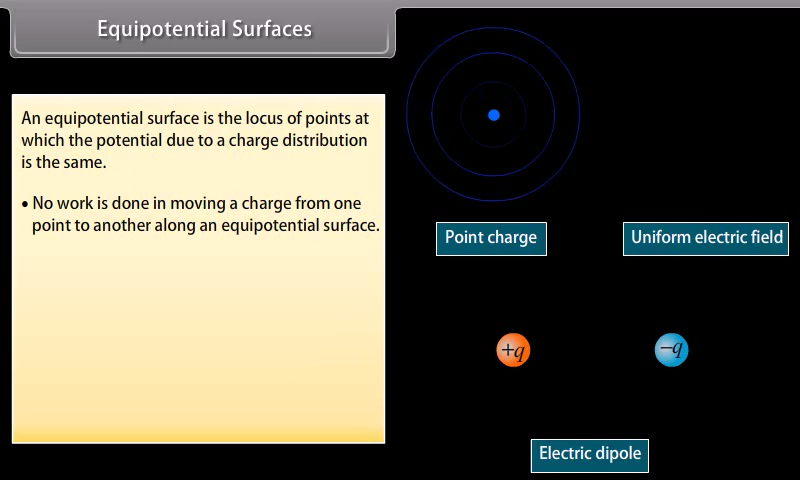 Equipotential Surfaces
An equipotential surface is the locus of points at
which the potential due to a charge distribution
is the same.
• No work is done in moving a charge from one
point to another along an equipotential surface.
Point charge
Uniform electric field
+q
−q
Electric dipole